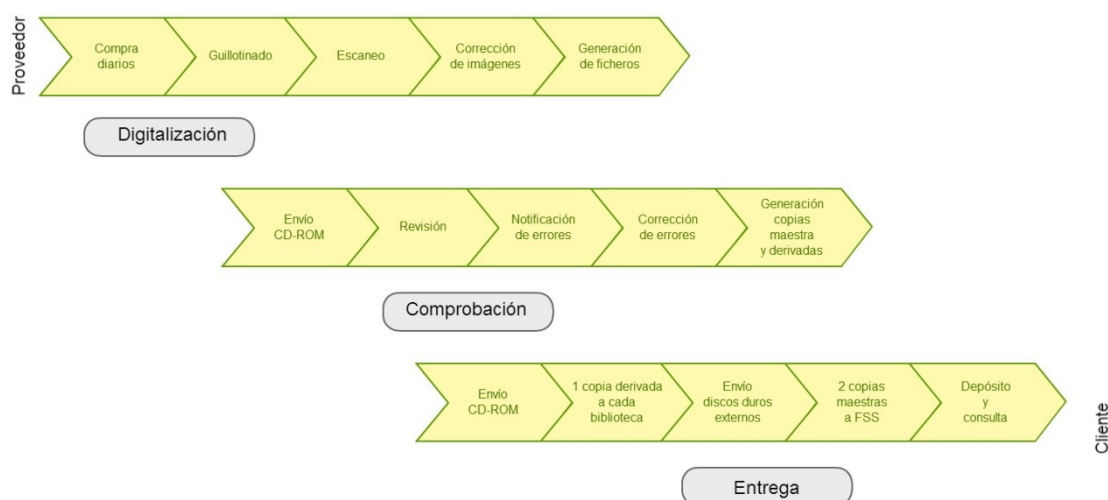 Proveedor
Compra
diarios
Guillotinado
Escaneo
Corrección
de imágenes
Generación
de ficheros
Digitalización
Envío
CD-ROM
Revisión
Notificación
de errores
Corrección
de errores
Generación
copias
maestra
y derivadas
Comprobación
Envío
CD-ROM
1 copia derivada
a cada
biblioteca
Envío
discos duros
externos
2 copias
maestras
a FSS
Depósito
y
consulta
Cliente
Entrega